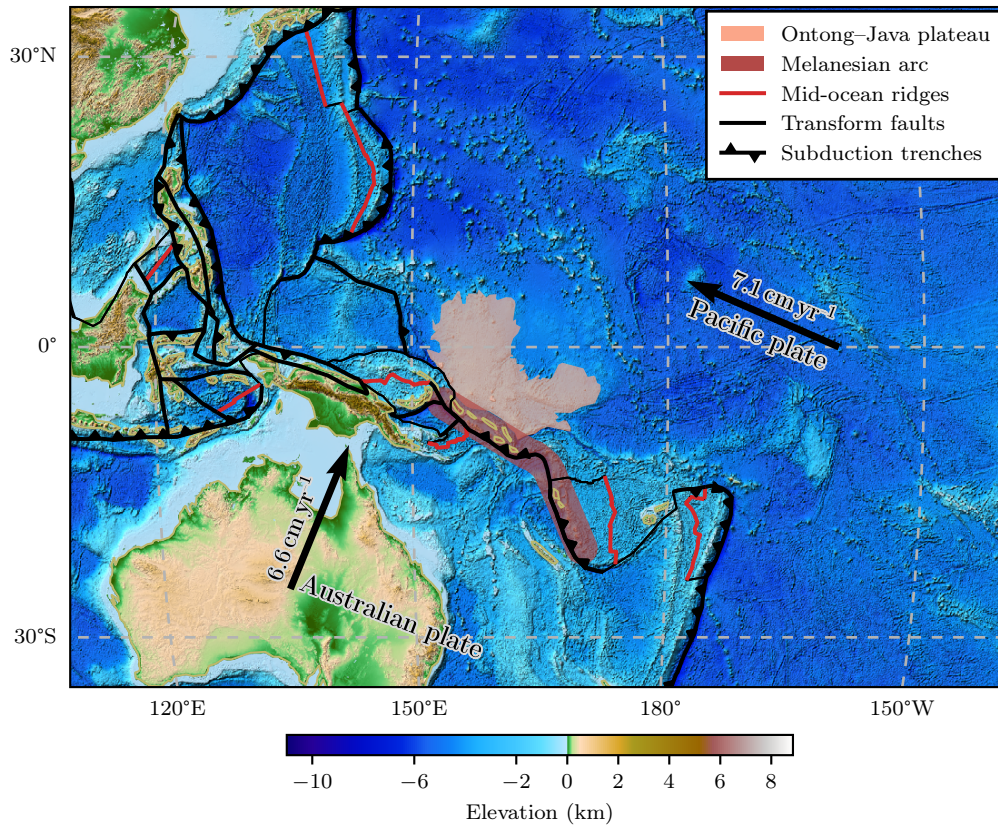 30°N
0°
30°S
120°E
150°E
180°
150°W
Ontong–Java plateau
Melanesian arc
Mid-ocean ridges
Transform faults
Subduction trenches
7.1 cm yr⁻¹
Pacific plate
6.6 cm yr⁻¹
Australian plate
−10
−6
−2
0
2
4
6
8
Elevation (km)